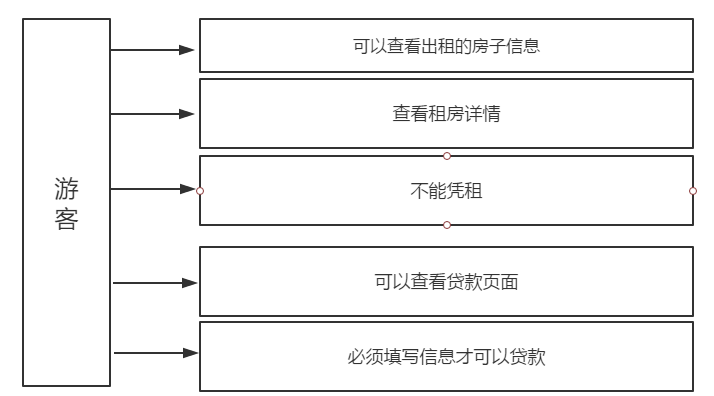 游
客
可以查看出租的房子信息
查看租房详情
不能凭租
可以查看贷款页面
必须填写信息才可以贷款